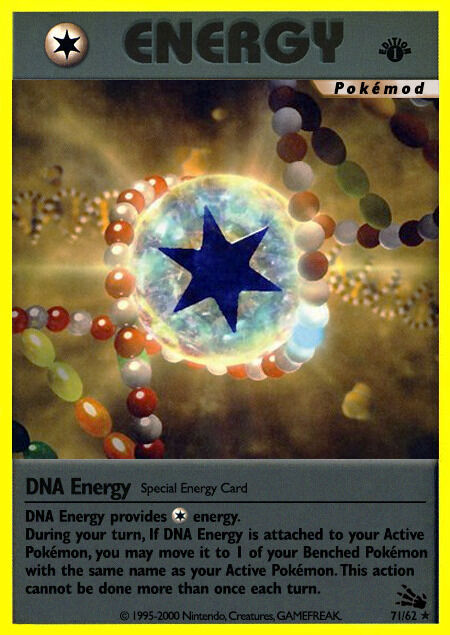 ENERGY
EDITION
1
Pokémod
DNA Energy Special Energy Card
DNA Energy provides energy.
During your turn, If DNA Energy is attached to your Active
Pokémon, you may move it to 1 of your Benched Pokémon
with the same name as your Active Pokémon. This action
cannot be done more than once each turn.
© 1995-2000 Nintendo, Creatures, GAMEFREAK. 71/62 ★